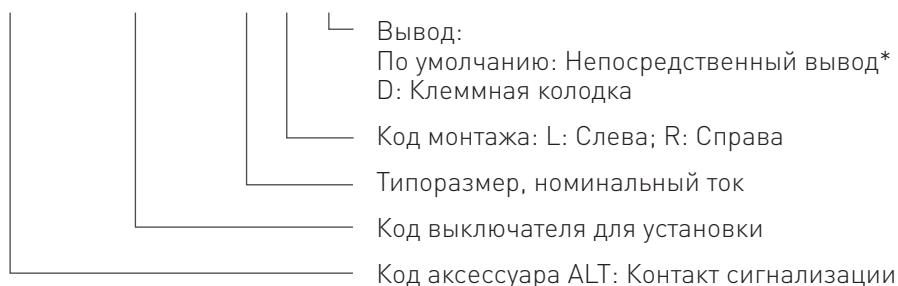 Вывод:
По умолчанию: Непосредственный вывод*
D: Клеммная колодка
Код монтажа: L: Слева; R: Справа
Типоразмер, номинальный ток
Код выключателя для установки
Код аксессуара ALT: Контакт сигнализации